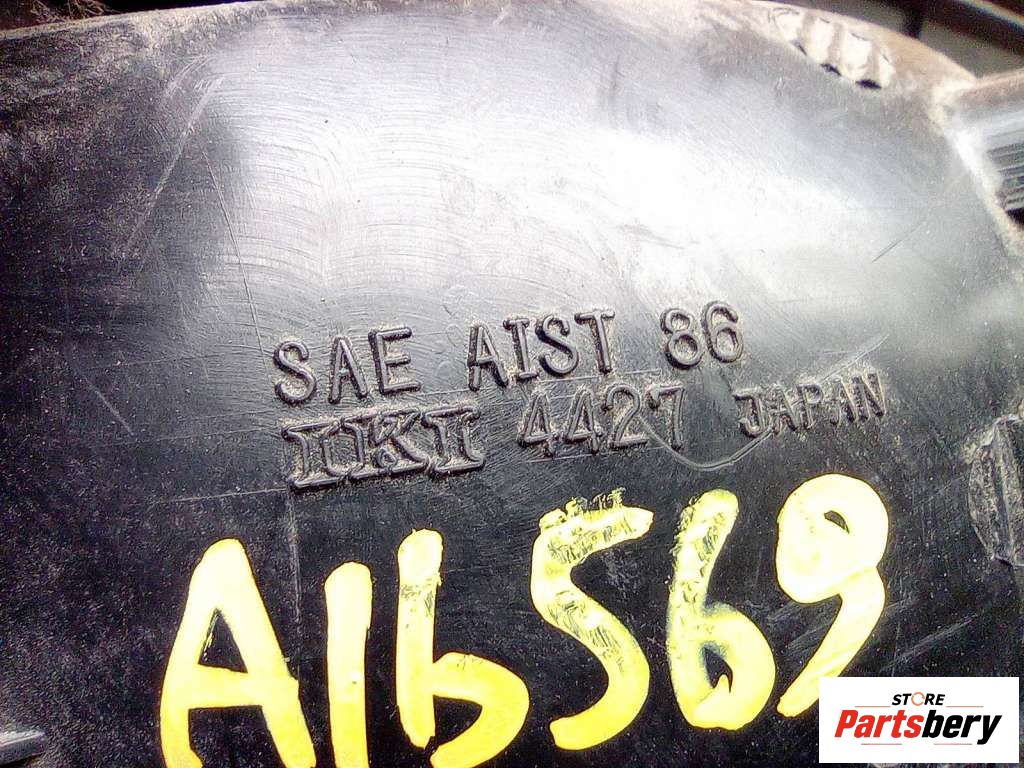 SAE AIST 86
IKI 4427 JAPAN
A16569
STORE
Partsbery